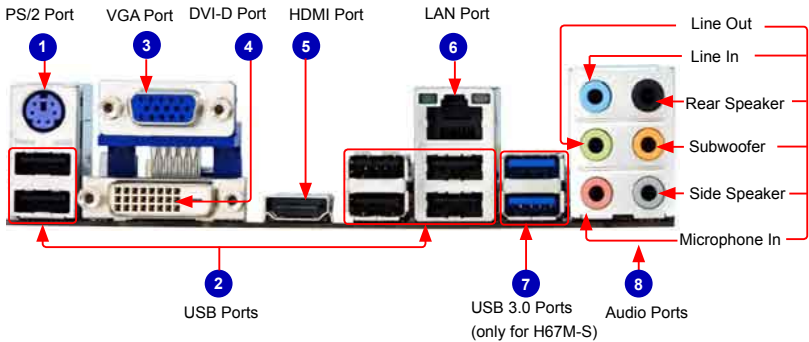 PS/2 Port
VGA Port
DVI-D Port
HDMI Port
LAN Port
Line Out
1
3
4
5
6
Line In
Rear Speaker
Subwoofer
Side Speaker
Microphone In
2
7
8
USB Ports
USB 3.0 Ports
(only for H67M-S)
Audio Ports